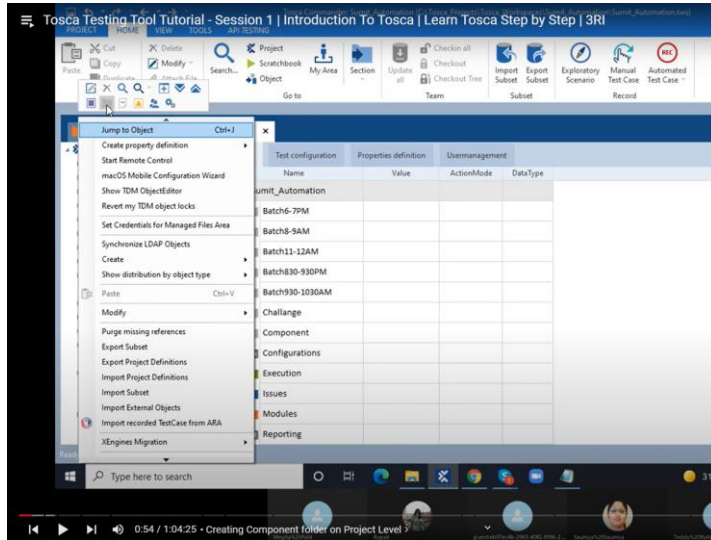 Tosca Testing Tool Tutorial - Session 1 | Introduction To Tosca | Learn Tosca Step by Step | 3RI
PROJECT HOME VIEW TOOLS API TESTING
Cut Delete Project
Paste Copy Modify Search... Scratchbook My Area Section Update all Checkin all Import Subset Export Subset Exploratory Scenario Manual Test Case Automated Test Case
Duplicate Attach File Object Checkout
Checkout Tree
Go to Team Subset Record
Jump to Object Ctrl+J
Create property definition
Start Remote Control
macOS Mobile Configuration Wizard
Show TDM ObjectEditor
Revert my TDM object locks
Set Credentials for Managed Files Area
Synchronize LDAP Objects
Create
Show distribution by object type
Paste Ctrl+V
Modify
Purge missing references
Export Subset
Export Project Definitions
Import Project Definitions
Import Subset
Import External Objects
Import recorded TestCase from ARA
XEngines Migration
Test configuration Properties definition Usermanagement
Name Value ActionMode DataType
umit_Automation
Batch6-7PM
Batch8-9AM
Batch11-12AM
Batch830-930PM
Batch930-1030AM
Challange
Component
Configurations
Execution
Issues
Modules
Reporting
Type here to search
31
0:54 / 1:04:25 • Creating Component folder on Project Level